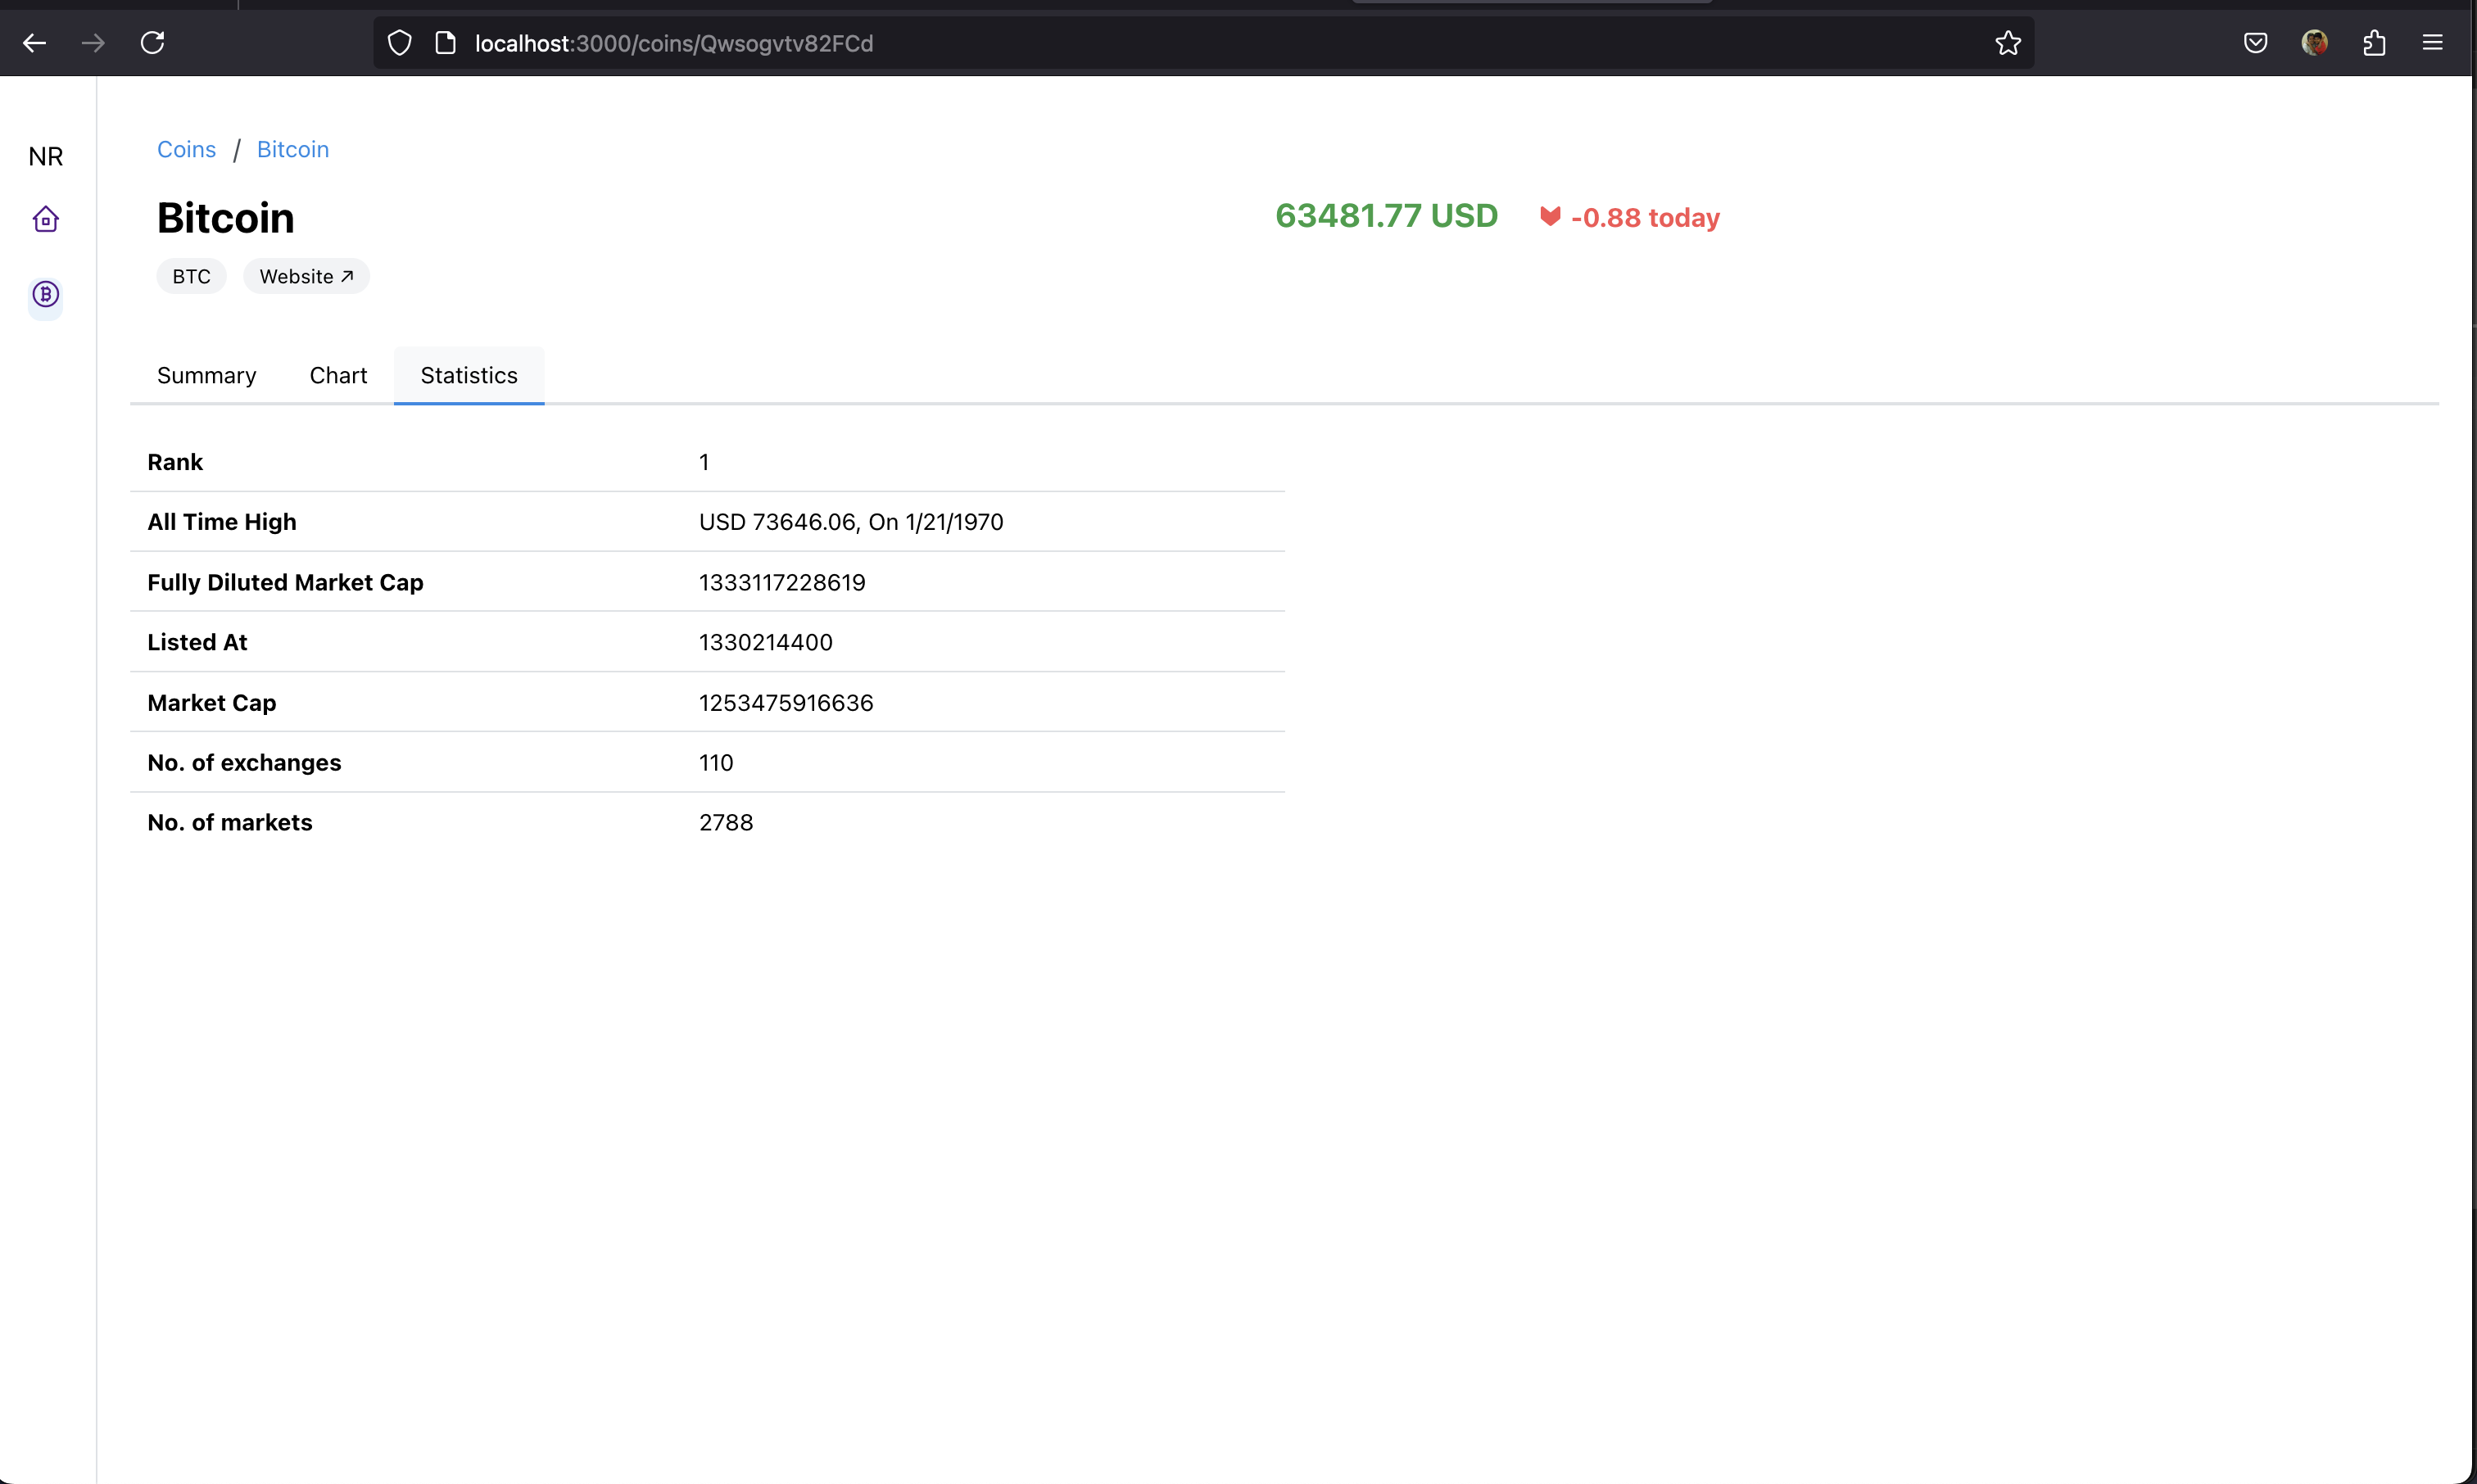 localhost:3000/coins/Qwsogvtv82FCd
NR
Coins / Bitcoin
Bitcoin
63481.77 USD
-0.88 today
BTC
Website ↗
Summary
Chart
Statistics
Rank 1
All Time High USD 73646.06, On 1/21/1970
Fully Diluted Market Cap 1333117228619
Listed At 1330214400
Market Cap 1253475916636
No. of exchanges 110
No. of markets 2788